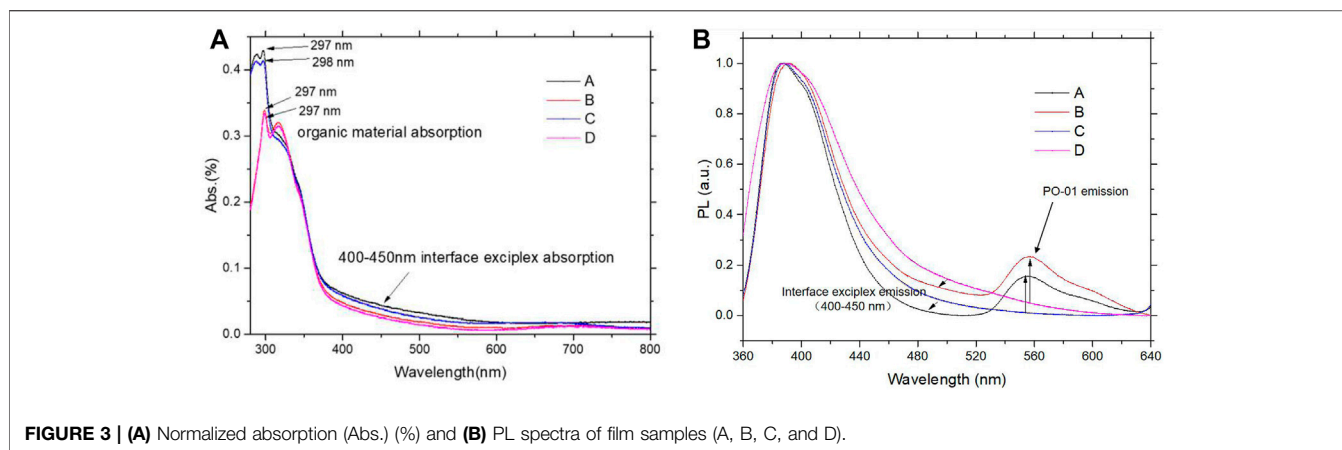 A
297 nm
298 nm
297 nm
297 nm
organic material absorption
400-450nm interface exciplex absorption
A
B
C
D
Abs.(%)
0.4
0.3
0.2
0.1
0.0
300 400 500 600 700 800
Wavelength(nm)
B
A
B
C
D
PO-01 emission
Interface exciplex emission
（400-450 nm）
PL (a.u.)
1.0
0.8
0.6
0.4
0.2
0.0
360 400 440 480 520 560 600 640
Wavelength (nm)
FIGURE 3 | (A) Normalized absorption (Abs.) (%) and (B) PL spectra of film samples (A, B, C, and D).